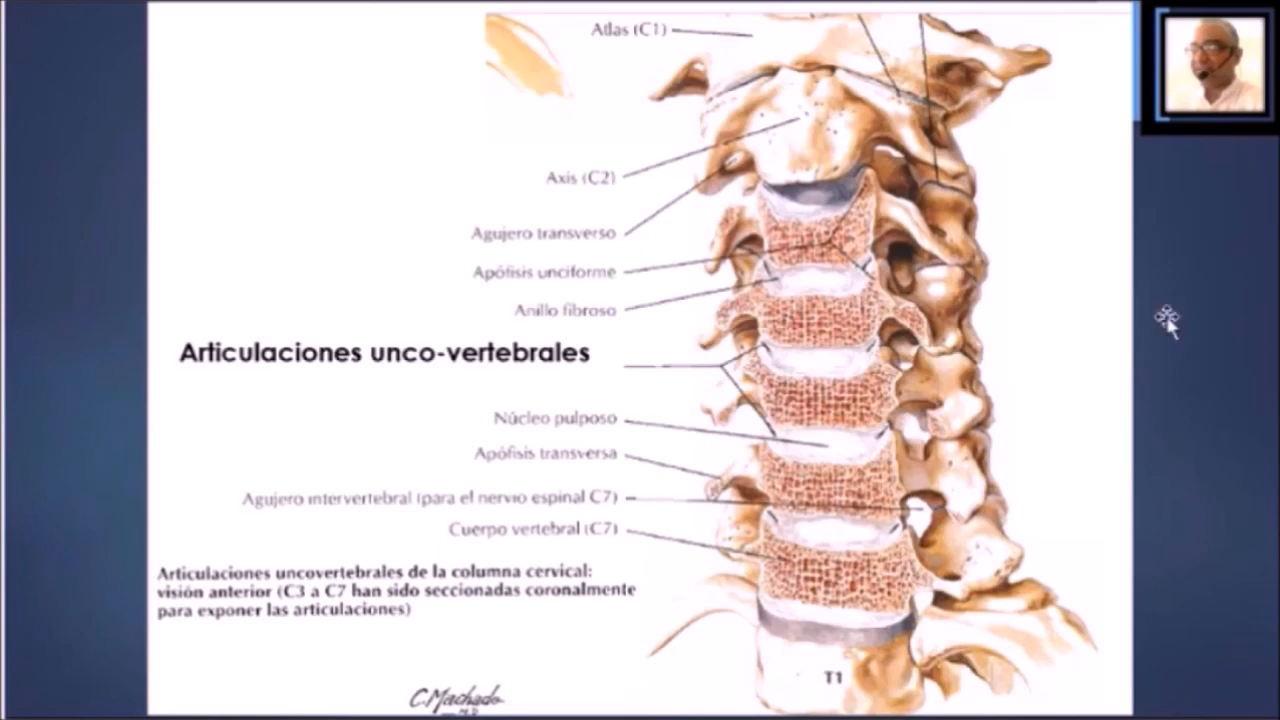 Atlas (C1)
Axis (C2)
Agujero transverso
Apófisis unciforme
Anillo fibroso
Articulaciones unco-vertebrales
Núcleo pulposo
Apófisis transversa
Agujero intervertebral (para el nervio espinal C7)
Cuerpo vertebral (C7)
Articulaciones uncovertebrales de la columna cervical:
visión anterior (C3 a C7 han sido seccionadas coronalmente
para exponer las articulaciones)
T1
C.Machado
M.D.